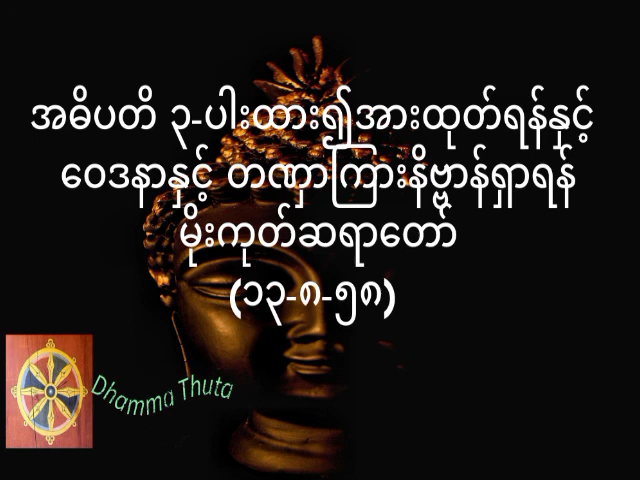 အဓိပတိ ၃-ပါးထား၍အားထုတ်ရန်နှင့်
ဝေဒနာနှင့် တဏှာကြားနိဗ္ဗာန်ရှာရန်
မိုးကုတ်ဆရာတော်
(၁၃-၈-၅၈)
Dhamma Thuta